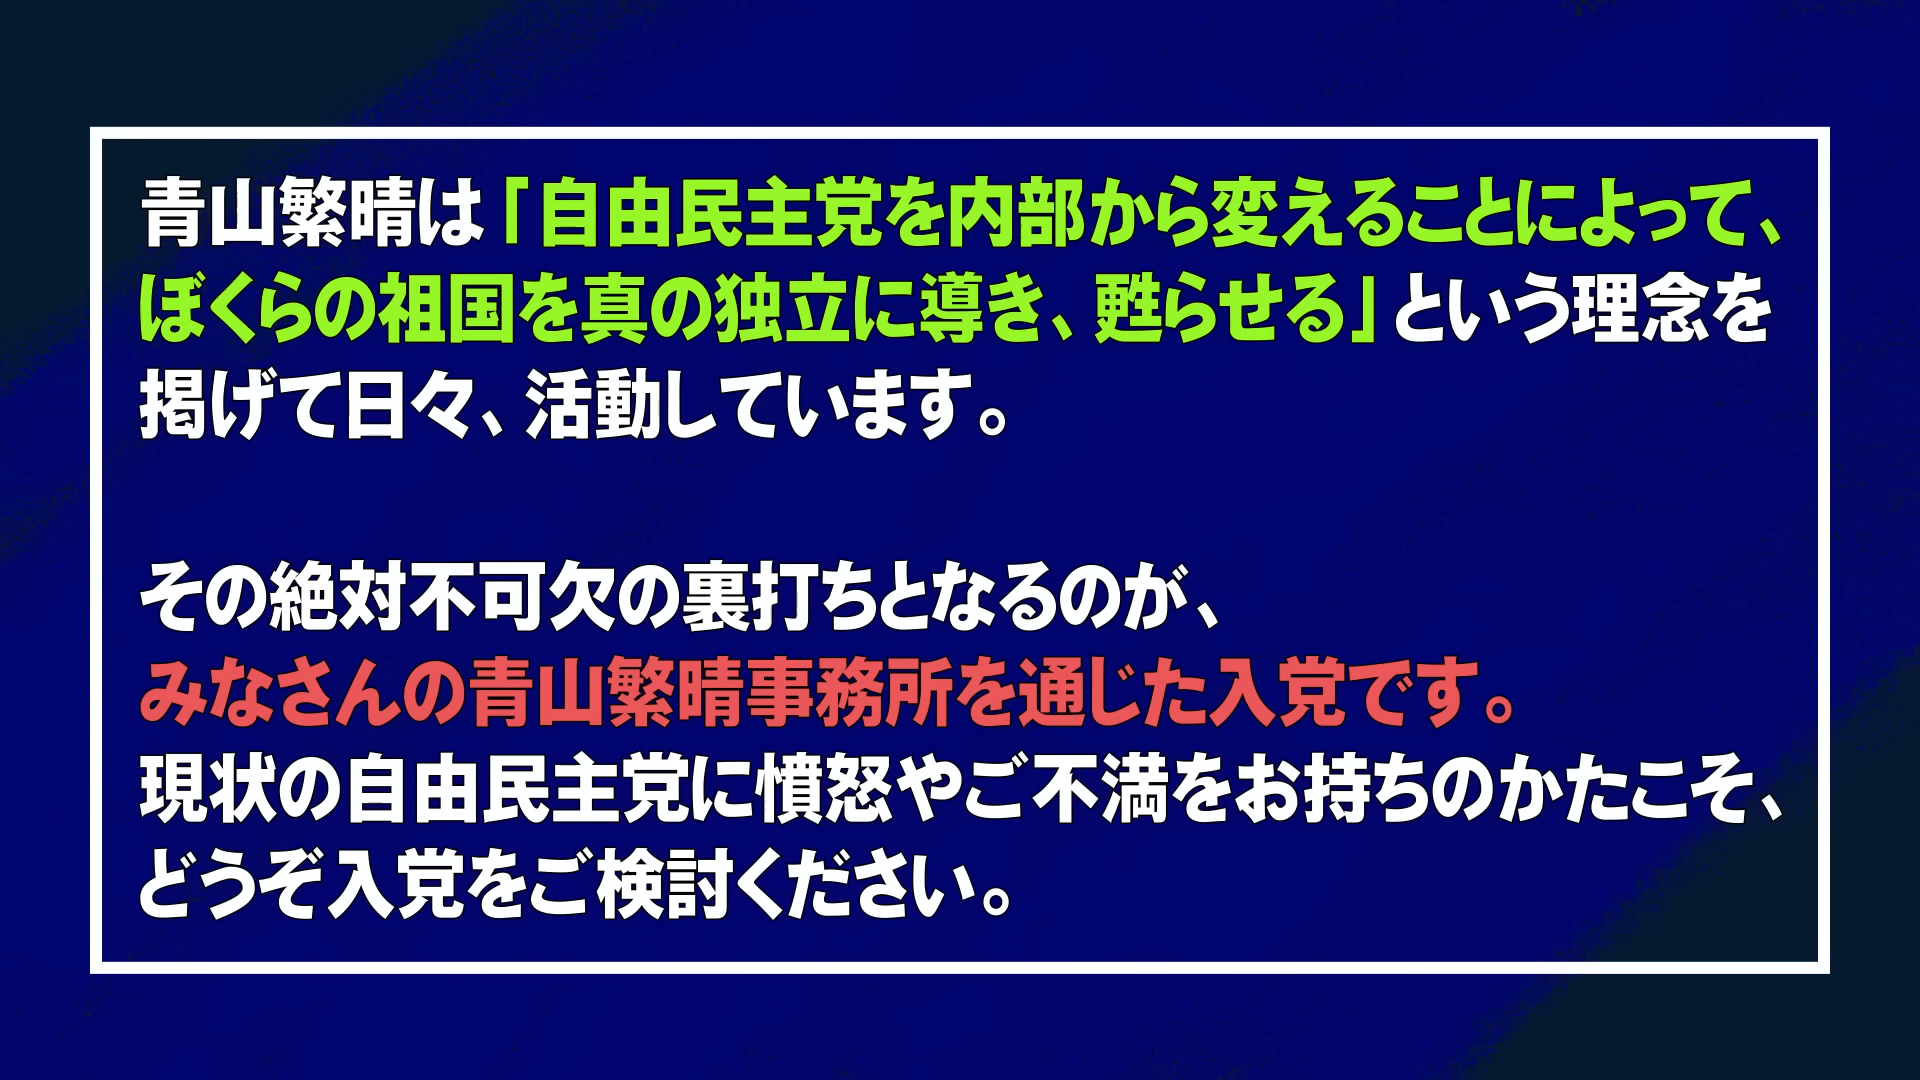 青山繁晴は「自由民主党を内部から変えることによって、
ぼくらの祖国を真の独立に導き、甦らせる」という理念を
掲げて日々、活動しています。
その絶対不可欠の裏打ちとなるのが、
みなさんの青山繁晴事務所を通じた入党です。
現状の自由民主党に憤怒やご不満をお持ちのかたこそ、
どうぞ入党をご検討ください。